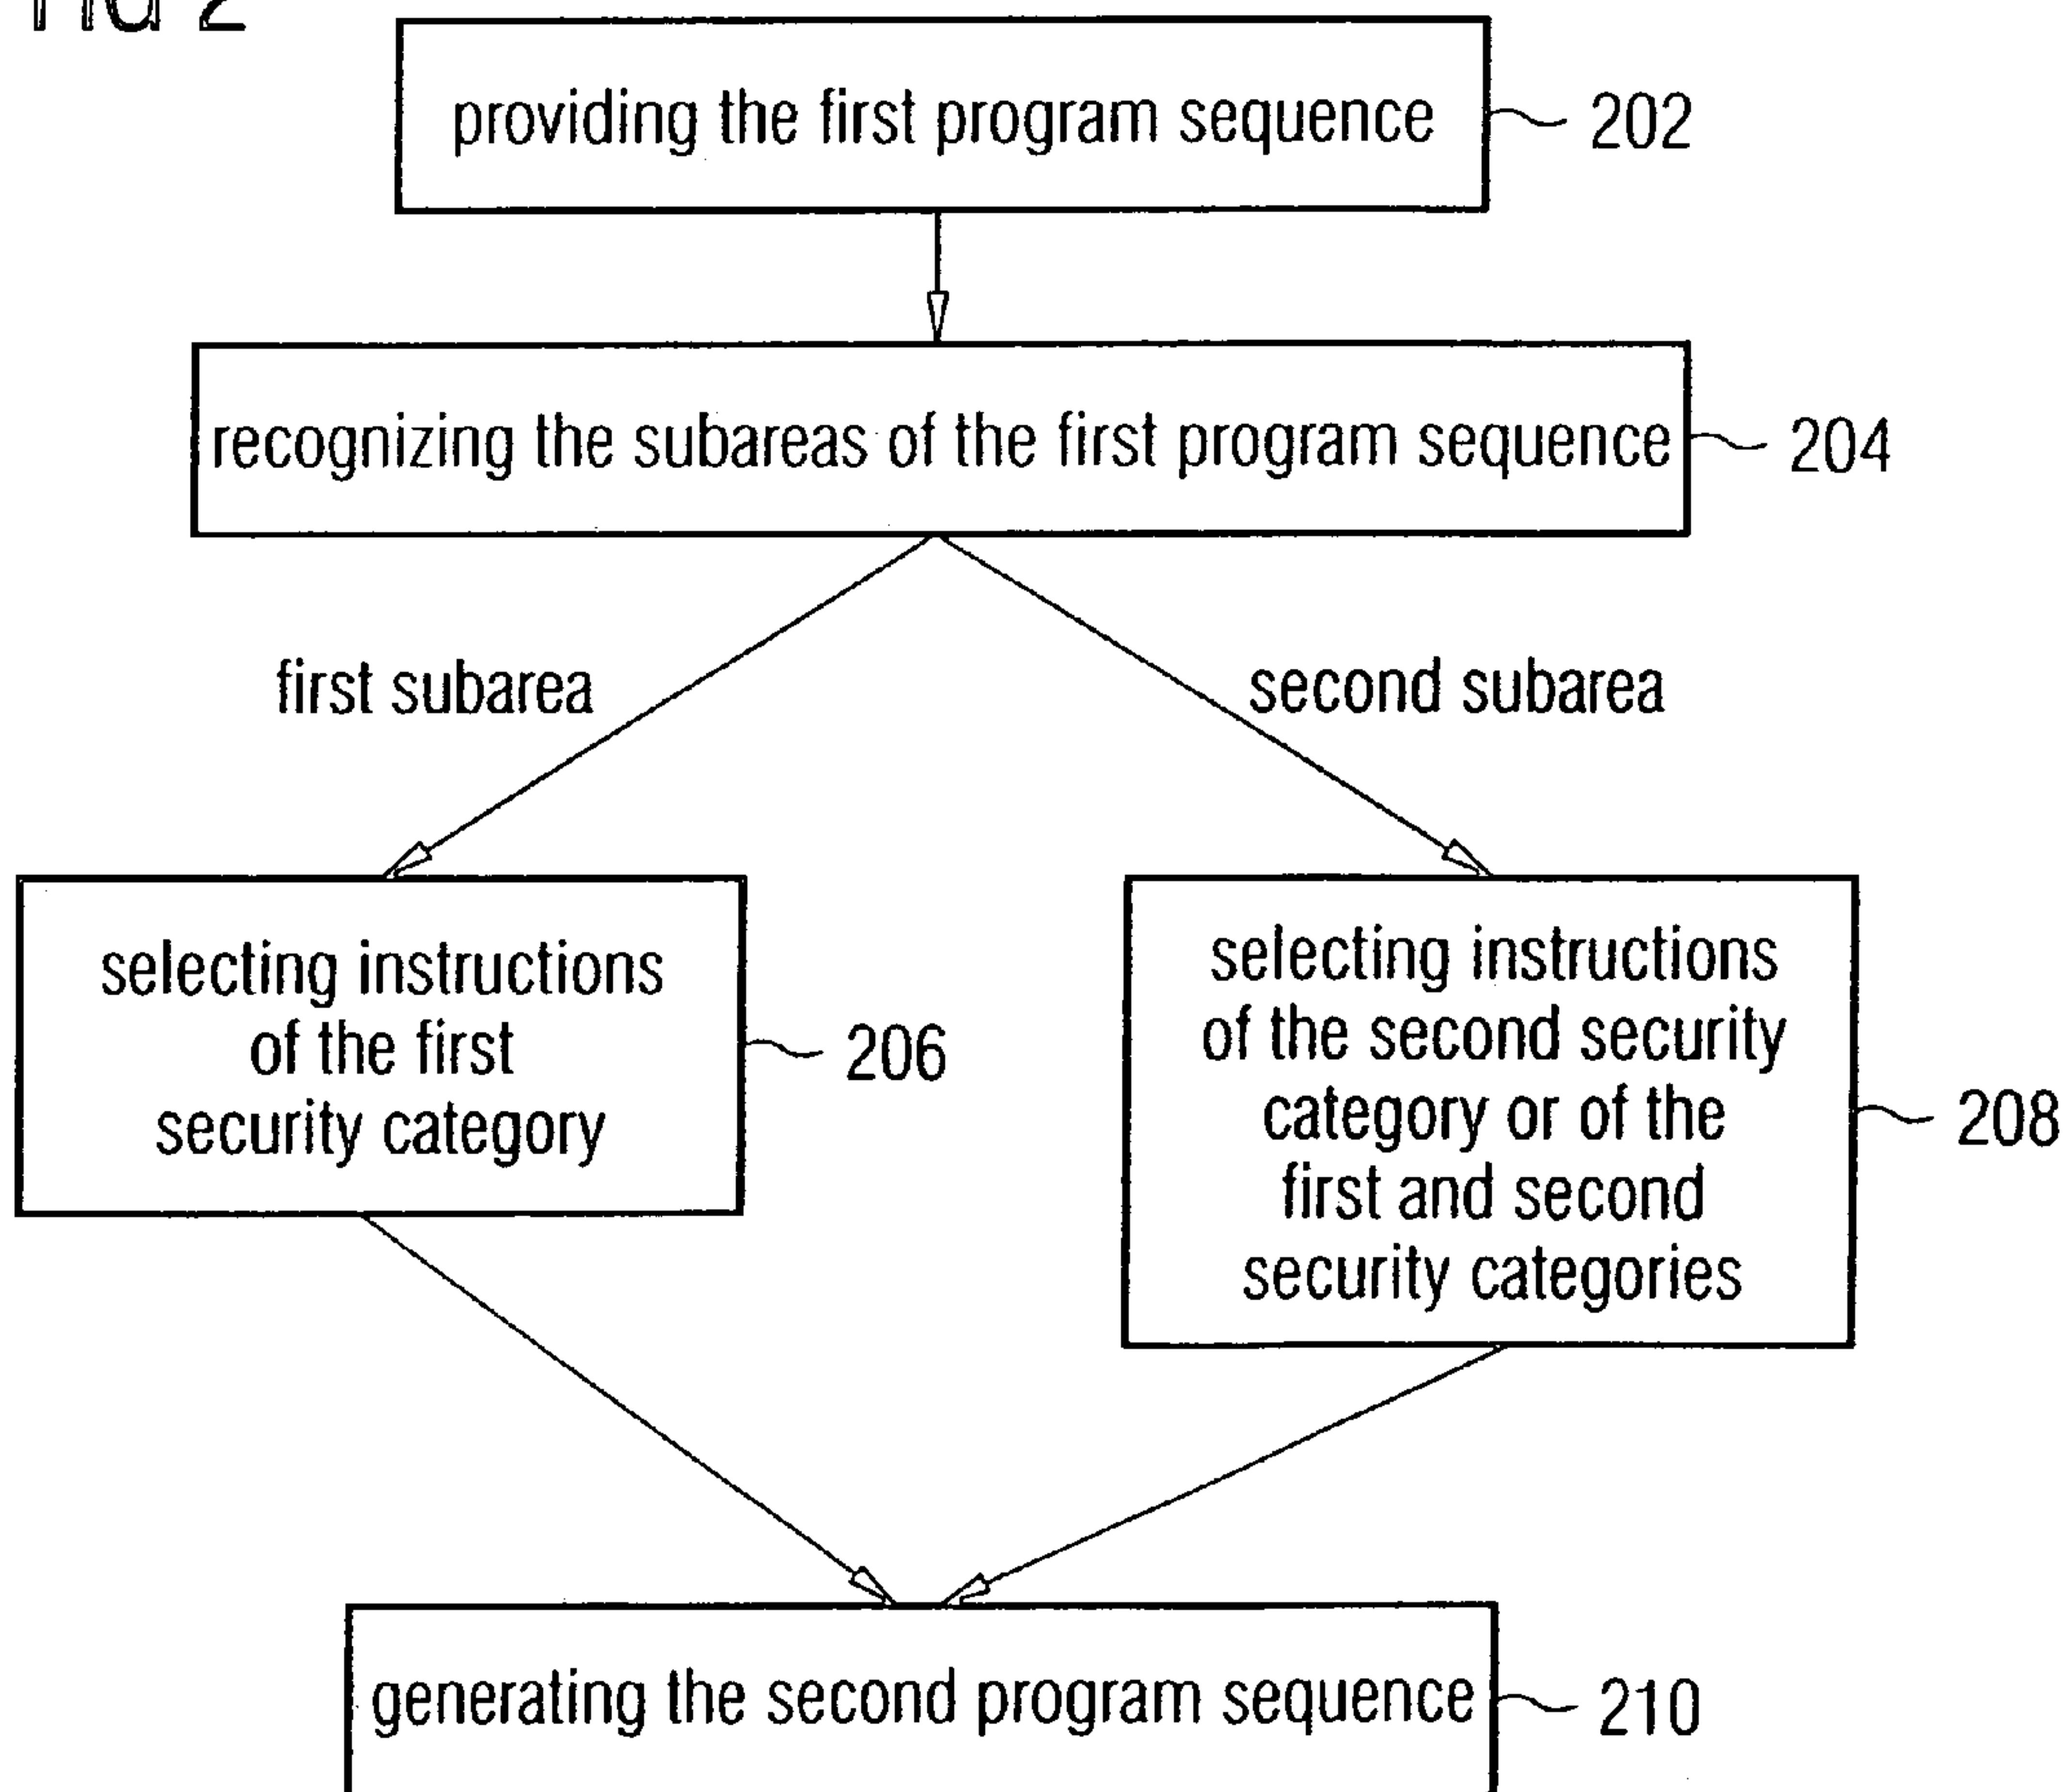 FIG 2
providing the first program sequence
202
recognizing the subareas of the first program sequence
204
first subarea
second subarea
selecting instructions
of the first
security category
206
selecting instructions
of the second security
category or of the
first and second
security categories
208
generating the second program sequence
210